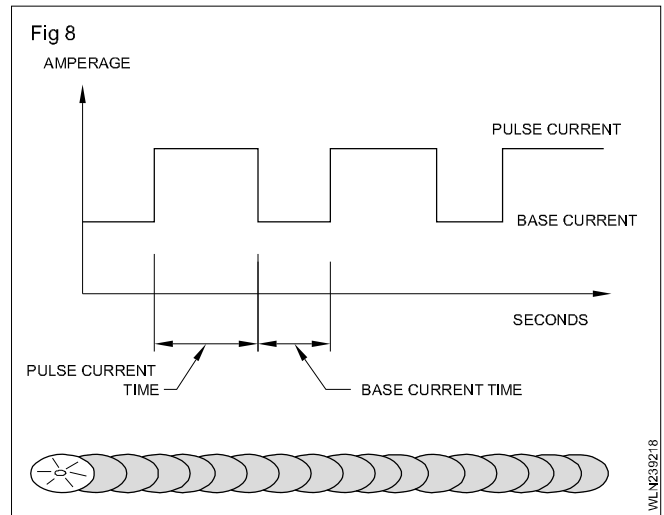 Fig 8
AMPERAGE
PULSE CURRENT
BASE CURRENT
SECONDS
PULSE CURRENT
TIME
BASE CURRENT TIME
WLN239218